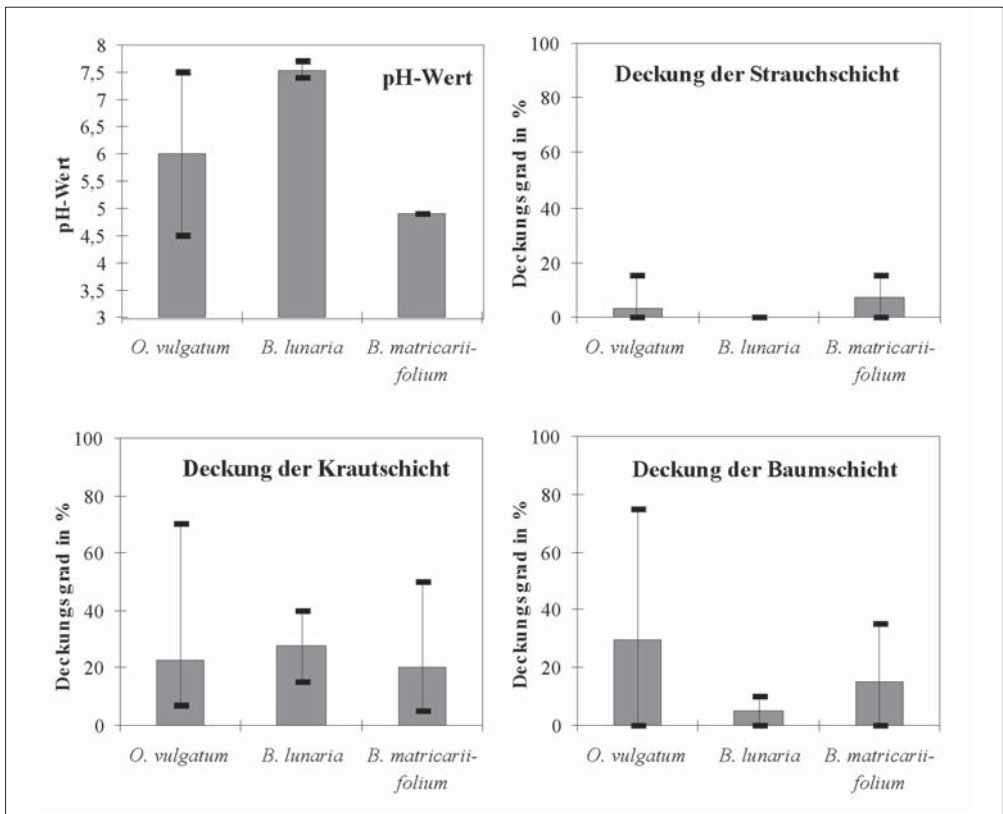 pH-Wert
pH-Wert
8
7,5
7
6,5
6
5,5
5
4,5
4
3,5
3
O. vulgatum B. lunaria B. matricarii-
folium
Deckung der Strauchschicht
Deckungsgrad in %
100
80
60
40
20
0
O. vulgatum B. lunaria B. matricarii-
folium
Deckung der Krautschicht
Deckungsgrad in %
100
80
60
40
20
0
O. vulgatum B. lunaria B. matricarii-
folium
Deckung der Baumschicht
Deckungsgrad in %
100
80
60
40
20
0
O. vulgatum B. lunaria B. matricarii-
folium